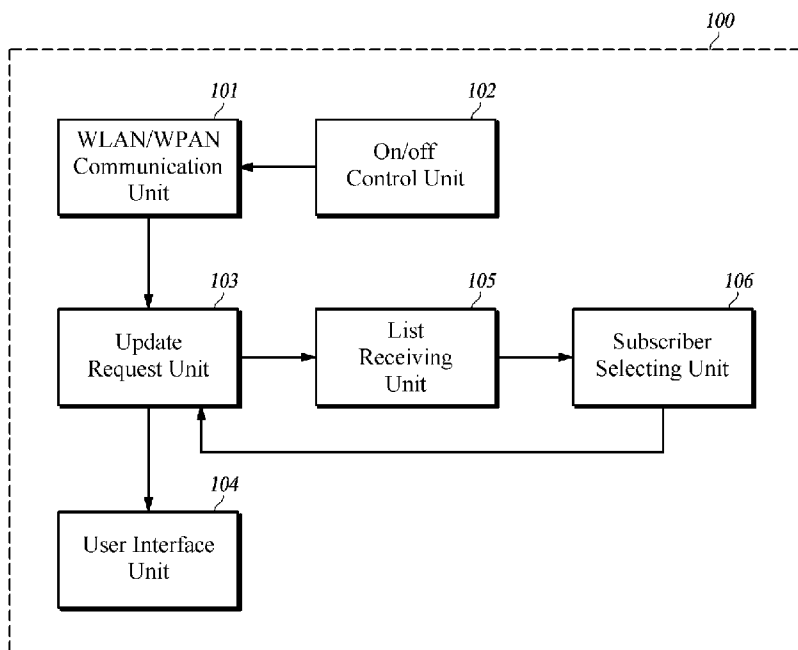 100
101
WLAN/WPAN
Communication
Unit
102
On/off
Control Unit
103
Update
Request Unit
105
List
Receiving
Unit
106
Subscriber
Selecting Unit
104
User Interface
Unit